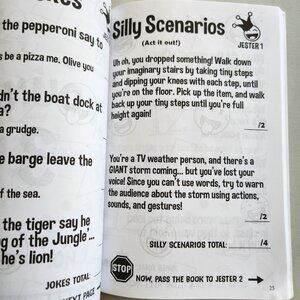 the pepperoni say to
be a pizza me. Olive you
dn't the boat dock at
a?
a grudge.
e barge leave the
of the sea.
the tiger say he
g of the Jungle'...
he's lion!
JOKES TOTAL:
NEXT PAGE
Silly Scenarios
(Act it out!)
JESTER 1
Uh oh, you dropped something! Walk down
your imaginary stairs by taking tiny steps
and dipping your knees with each step, until
you're on the floor. Pick up the item, and walk
back up your tiny steps until you're full
height again!
/2
You're a TV weather person, and there's a
GIANT storm coming... but you've lost your
voice! Since you can't use words, try to warn
the audience about the storm using actions,
sounds, and gestures!
/2
SILLY SCENARIOS TOTAL:
/4
STOP
NOW, PASS THE BOOK TO JESTER 2
25